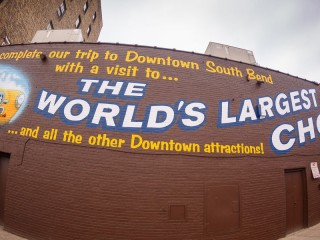 complete our trip to Downtown South Bend
with a visit to...
THE
WORLD'S LARGEST
CHO
...and all the other Downtown attractions!